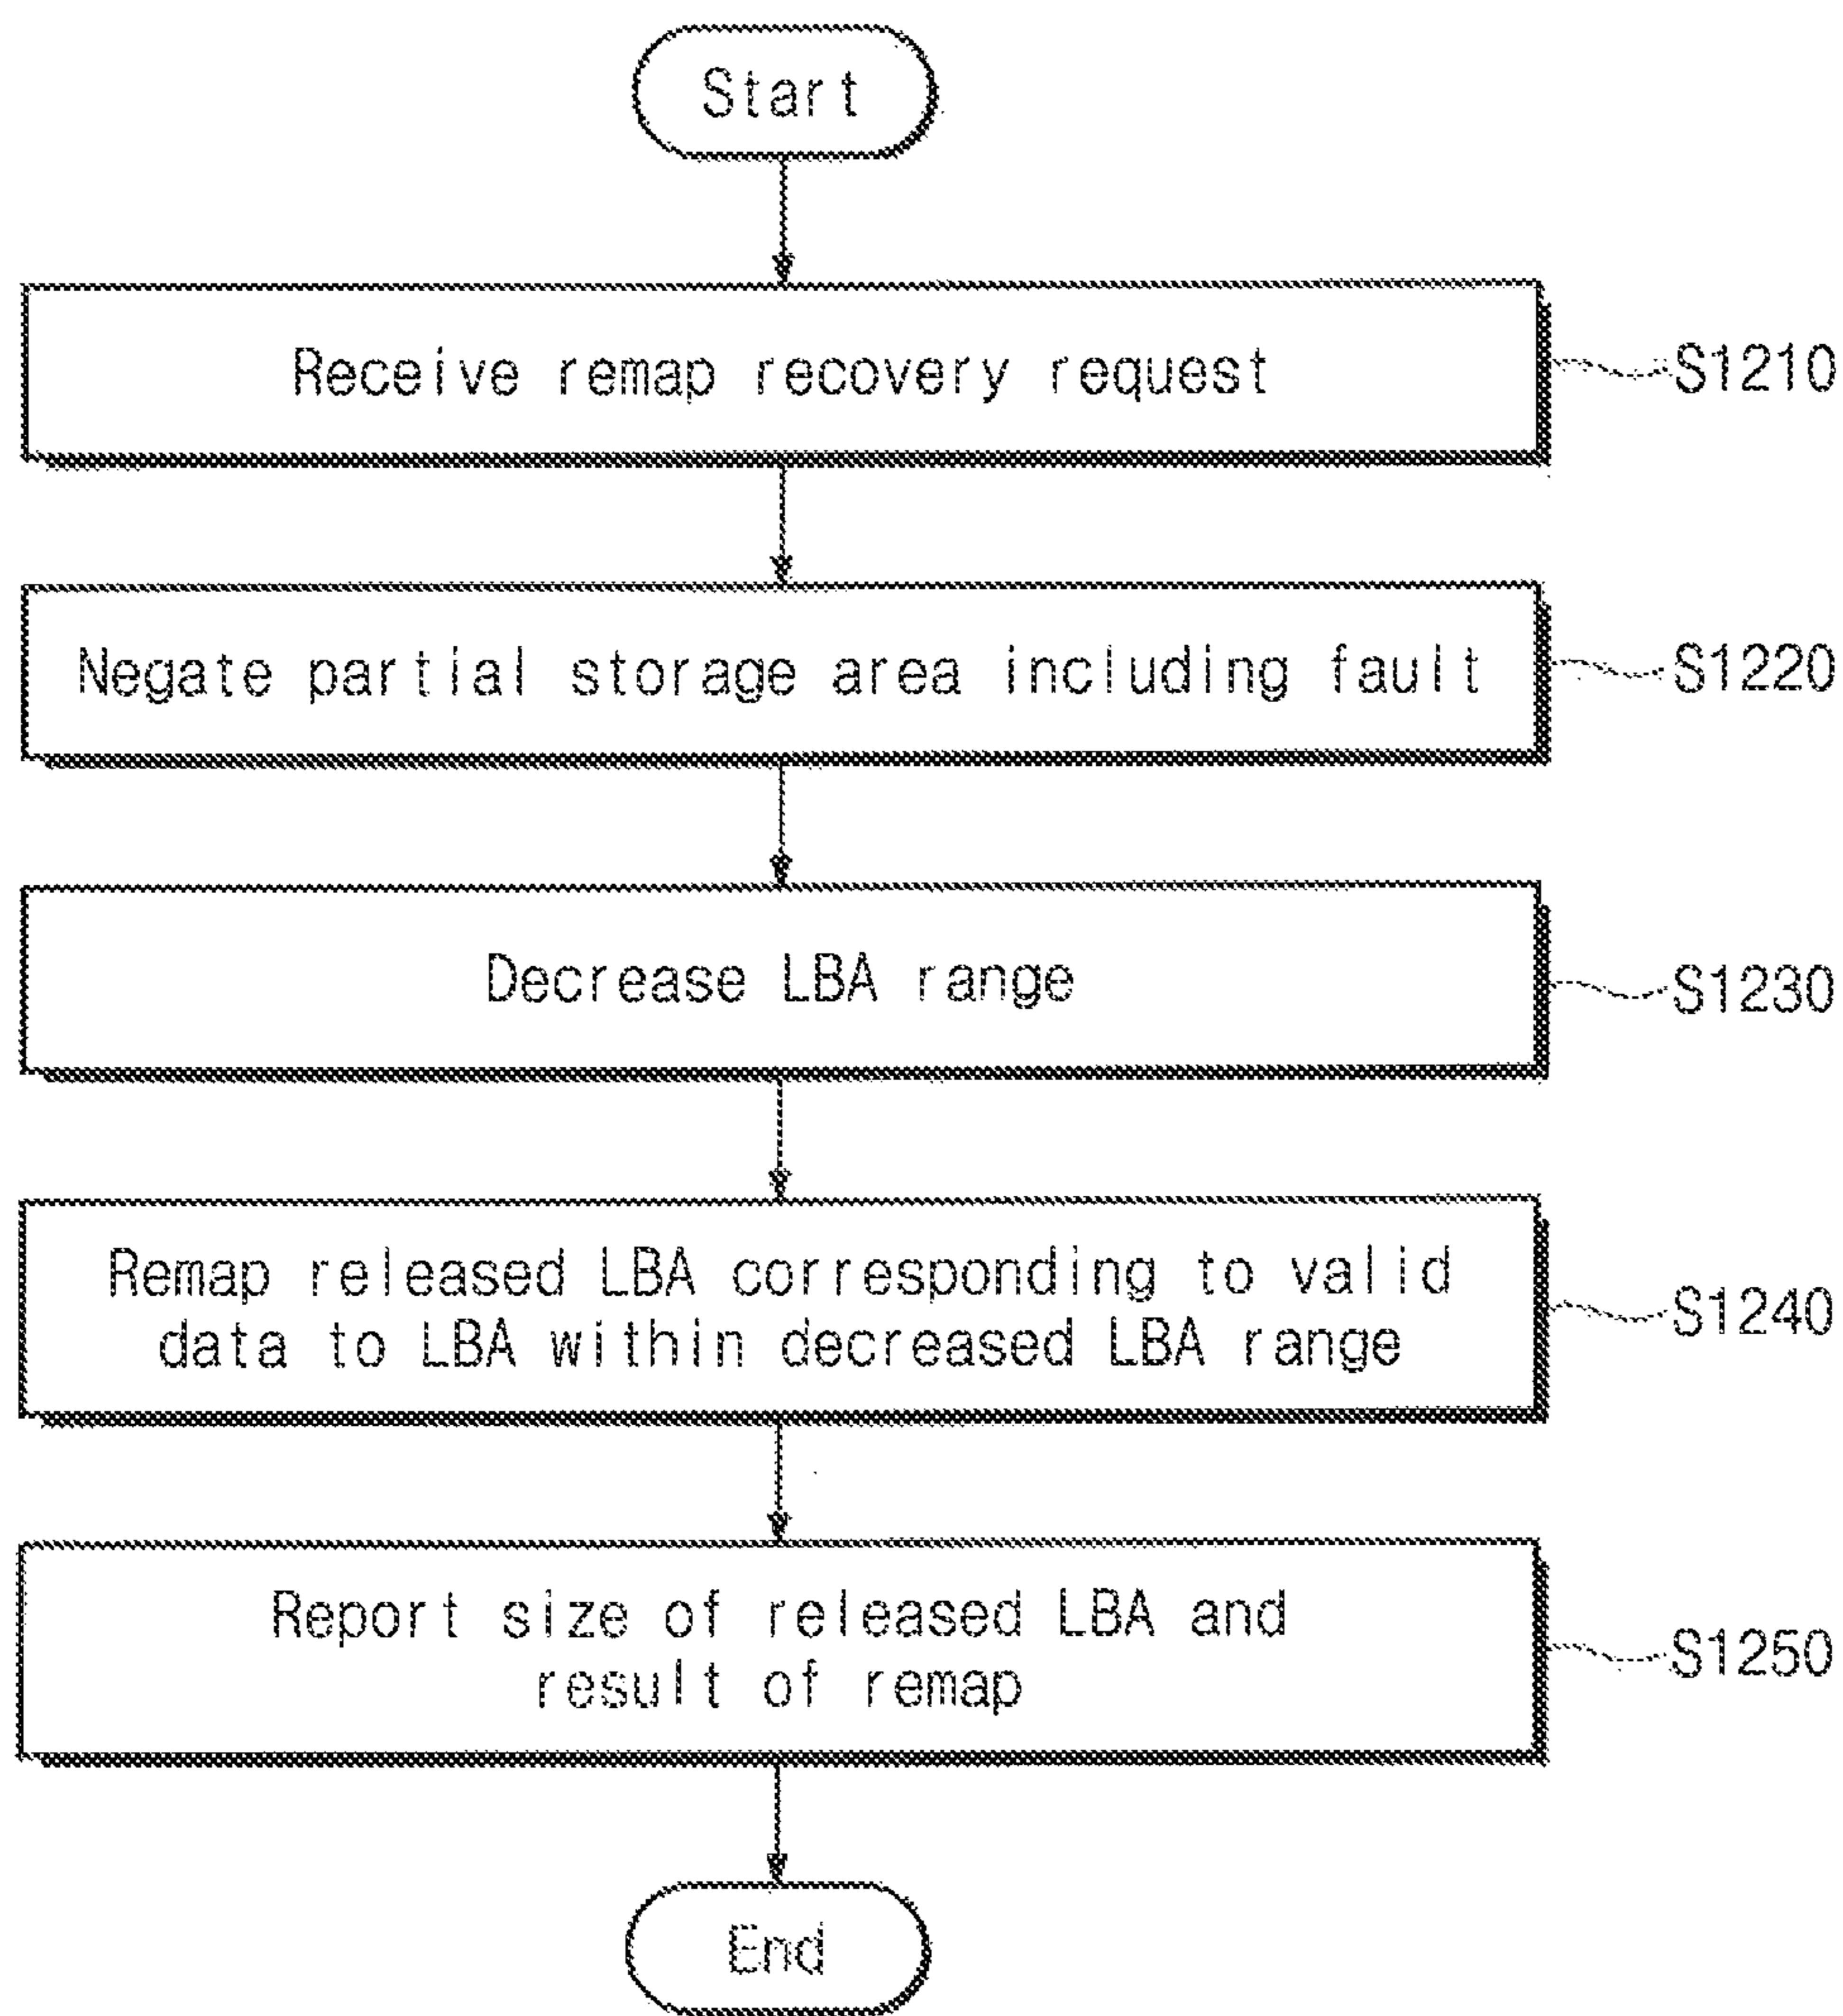 Start
Receive remap recovery request
S1210
Negate partial storage area including fault
S1220
Decrease LBA range
S1230
Remap released LBA corresponding to valid
data to LBA within decreased LBA range
S1240
Report size of released LBA and
result of remap
S1250
End